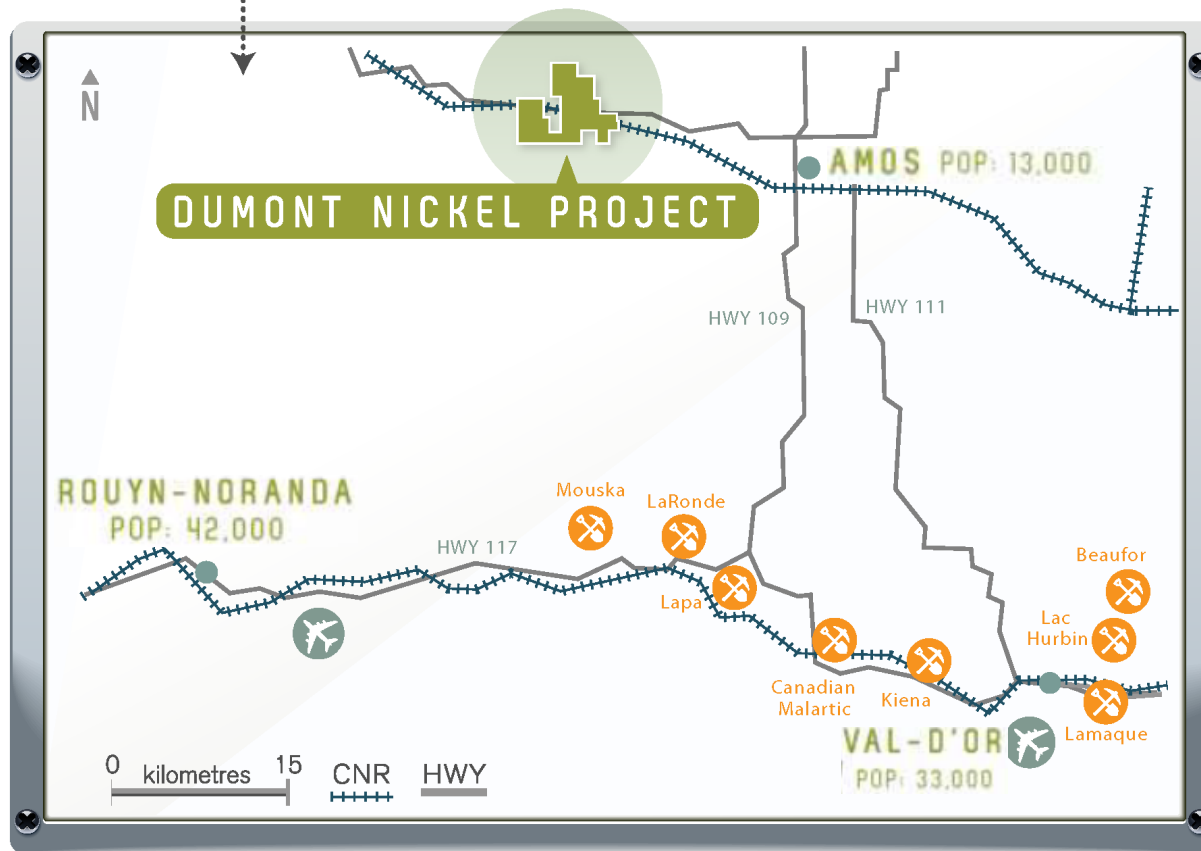 N
DUMONT NICKEL PROJECT
AMOS POP: 13,000
HWY 109
HWY 111
ROUYN-NORANDA
POP: 42,000
Mouska
LaRonde
HWY 117
Lapa
Beaufor
Lac
Hurbin
Canadian
Malartic
Kiena
Lamaque
VAL-D'OR
POP: 33,000
0 kilometres 15
CNR
HWY